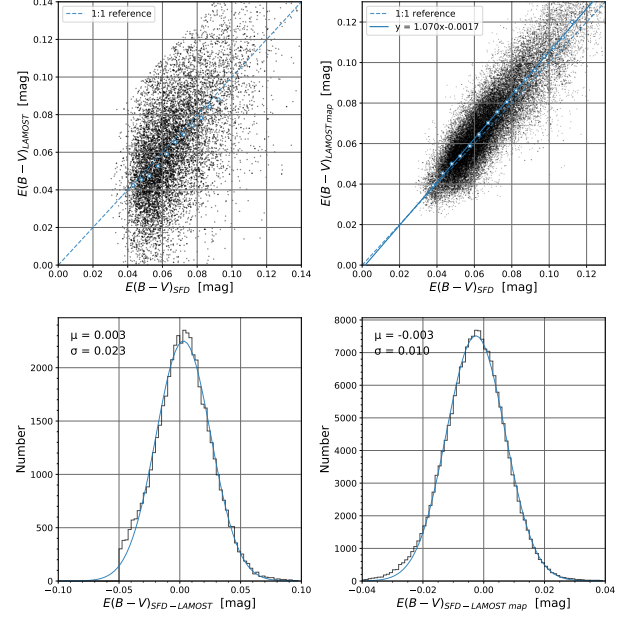 1:1 reference
0.14
0.12
0.10
0.08
0.06
0.04
0.02
0.00
E(B − V)LAMOST [mag]
0.00 0.02 0.04 0.06 0.08 0.10 0.12 0.14
E(B − V)SFD [mag]
1:1 reference
y = 1.070x-0.0017
0.12
0.10
0.08
0.06
0.04
0.02
0.00
E(B − V)LAMOST map [mag]
0.00 0.02 0.04 0.06 0.08 0.10 0.12
E(B − V)SFD [mag]
μ = 0.003
σ = 0.023
2000
1500
1000
500
0
Number
−0.10 −0.05 0.00 0.05 0.10
E(B − V)SFD−LAMOST [mag]
μ = -0.003
σ = 0.010
8000
7000
6000
5000
4000
3000
2000
1000
0
Number
−0.04 −0.02 0.00 0.02 0.04
E(B − V)SFD−LAMOST map [mag]